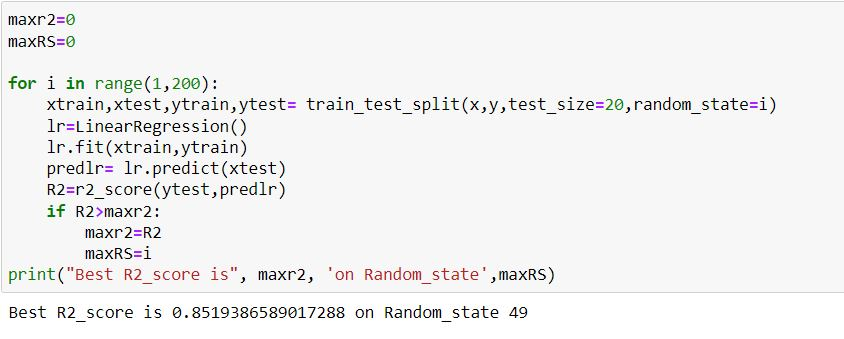 maxr2=0
maxRS=0
for i in range(1,200):
xtrain,xtest,ytrain,ytest= train_test_split(x,y,test_size=20,random_state=i)
lr=LinearRegression()
lr.fit(xtrain,ytrain)
predlr= lr.predict(xtest)
R2=r2_score(ytest,predlr)
if R2>maxr2:
maxr2=R2
maxRS=i
print("Best R2_score is", maxr2, 'on Random_state',maxRS)
Best R2_score is 0.8519386589017288 on Random_state 49